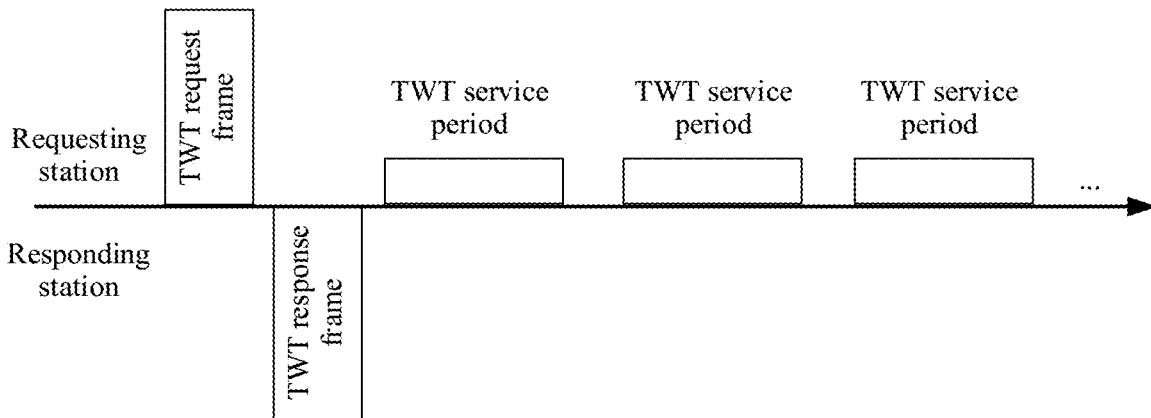 TWT request
frame
TWT service
period
TWT service
period
TWT service
period
Requesting
station
...
Responding
station
TWT response
frame